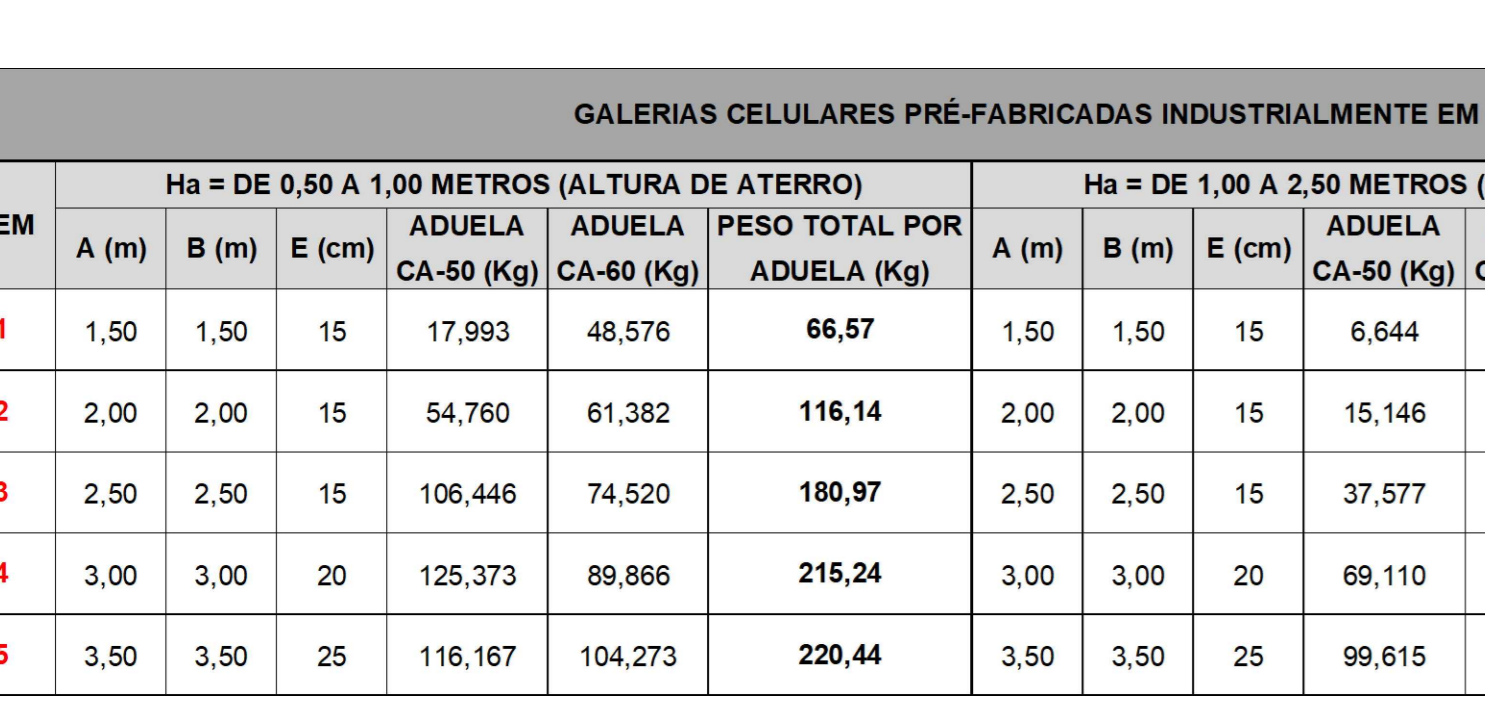 GALERIAS CELULARES PRÉ-FABRICADAS INDUSTRIALMENTE EM
Ha = DE 0,50 A 1,00 METROS (ALTURA DE ATERRO) Ha = DE 1,00 A 2,50 METROS (
EM A (m) B (m) E (cm) ADUELA CA-50 (Kg) ADUELA CA-60 (Kg) PESO TOTAL POR ADUELA (Kg) A (m) B (m) E (cm) ADUELA CA-50 (Kg)
1 1,50 1,50 15 17,993 48,576 66,57 1,50 1,50 15 6,644
2 2,00 2,00 15 54,760 61,382 116,14 2,00 2,00 15 15,146
3 2,50 2,50 15 106,446 74,520 180,97 2,50 2,50 15 37,577
4 3,00 3,00 20 125,373 89,866 215,24 3,00 3,00 20 69,110
5 3,50 3,50 25 116,167 104,273 220,44 3,50 3,50 25 99,615